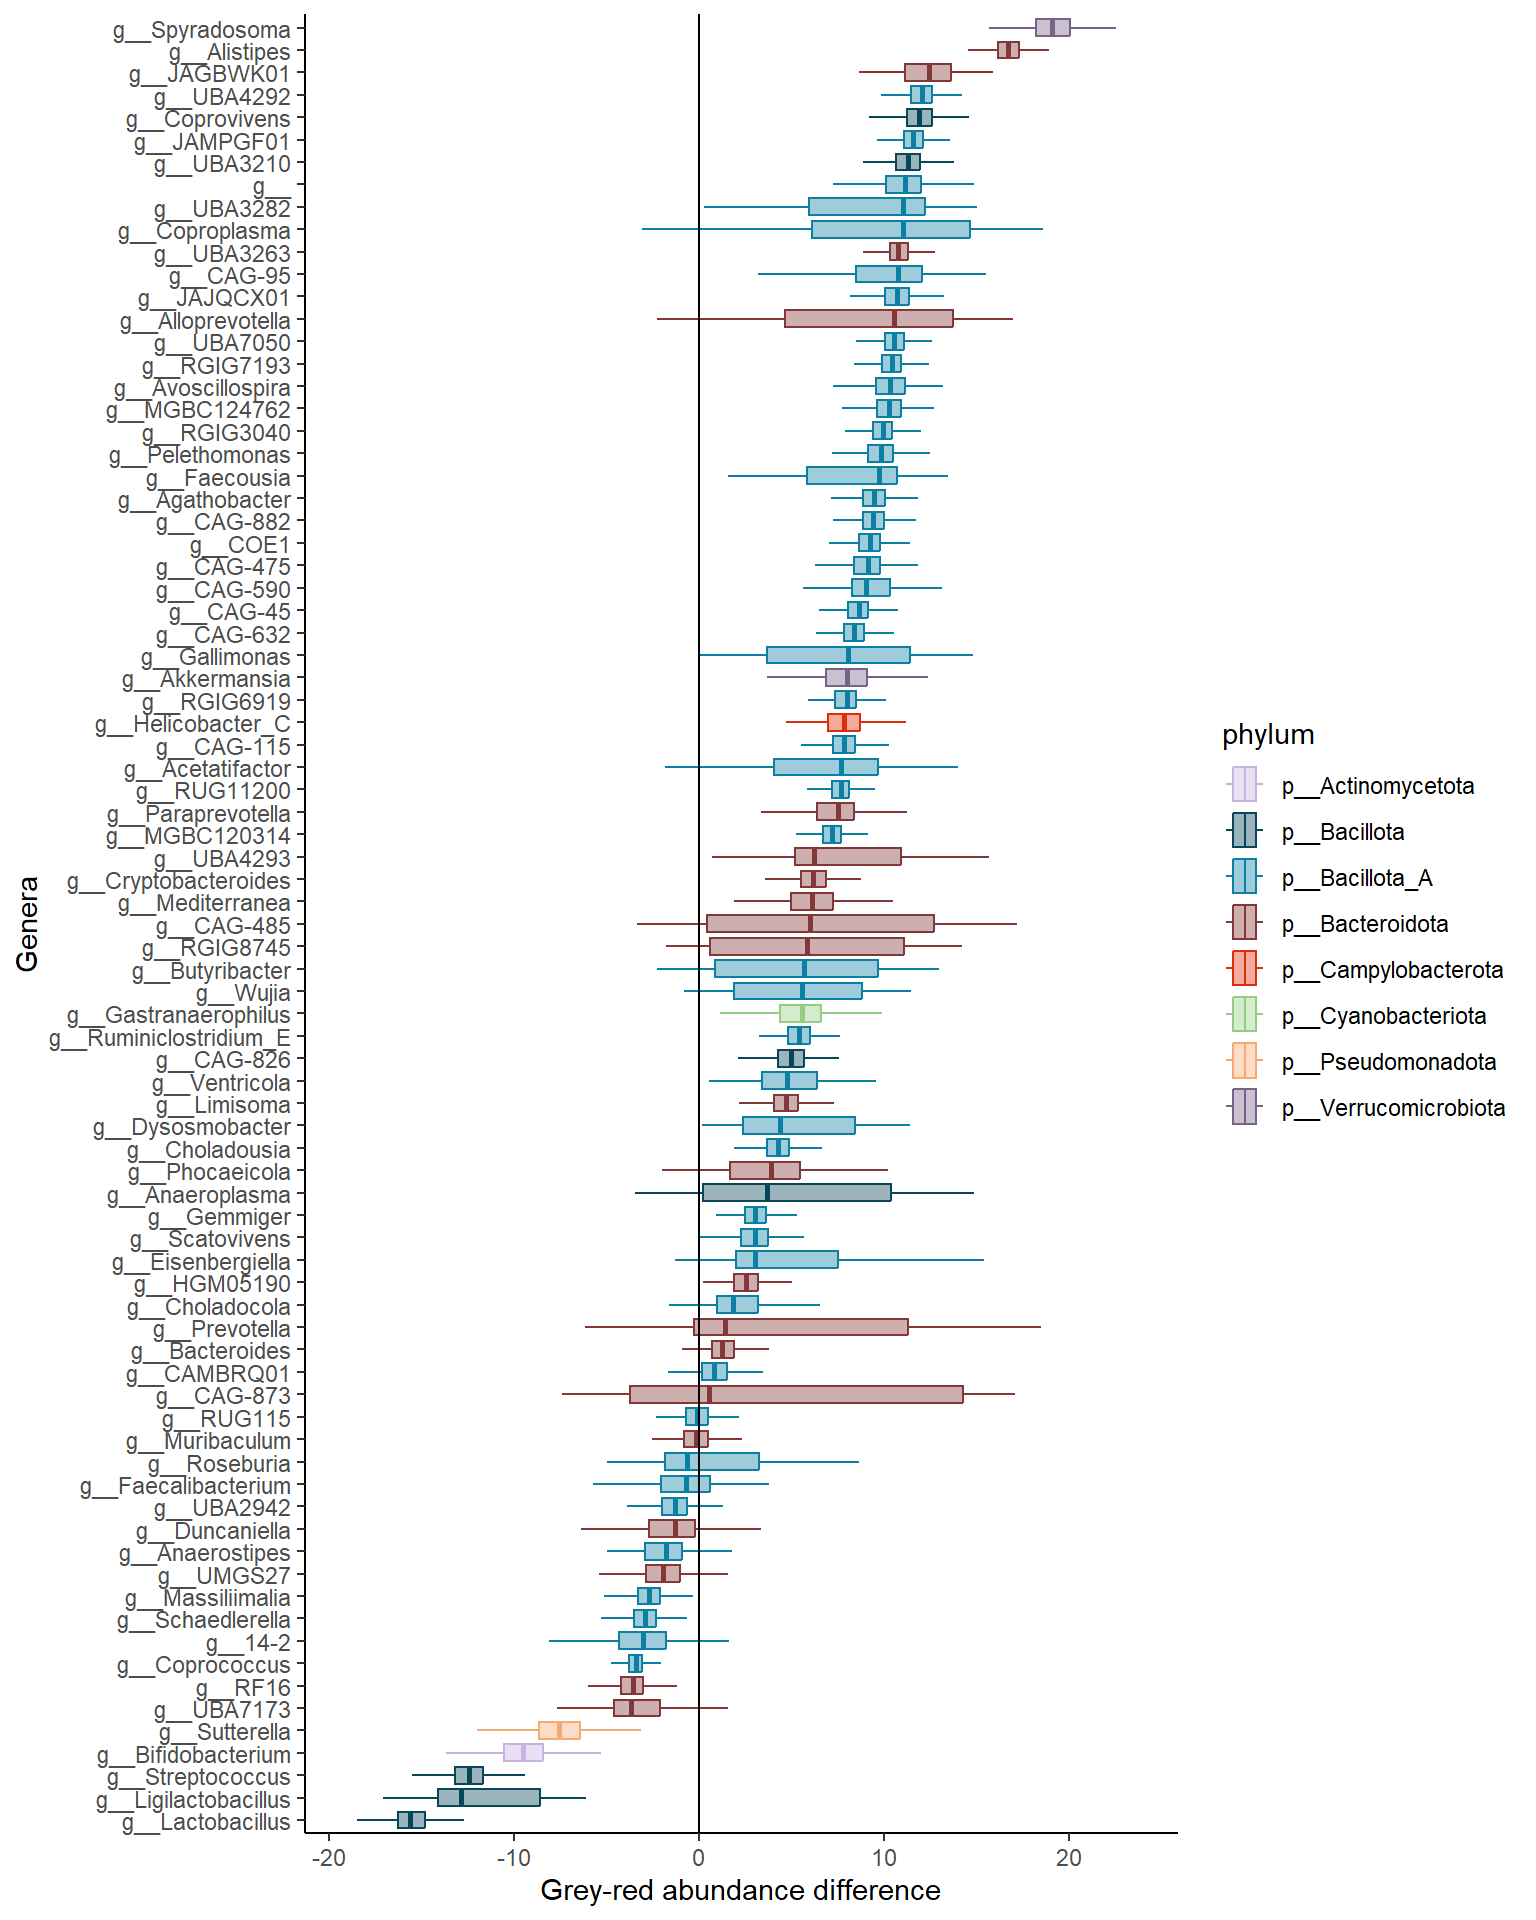 g__Spyradosoma
g__Alistipes
g__JAGBWK01
g__UBA4292
g__Coprovivens
g__JAMPGF01
g__UBA3210
g__
g__UBA3282
g__Coproplasma
g__UBA3263
g__CAG-95
g__JAJQCX01
g__Alloprevotella
g__UBA7050
g__RGIG7193
g__Avoscillospira
g__MGBC124762
g__RGIG3040
g__Pelethomonas
g__Faecousia
g__Agathobacter
g__CAG-882
g__COE1
g__CAG-475
g__CAG-590
g__CAG-45
g__CAG-632
g__Gallimonas
g__Akkermansia
g__RGIG6919
g__Helicobacter_C
g__CAG-115
g__Acetatifactor
g__RUG11200
g__Paraprevotella
g__MGBC120314
g__UBA4293
g__Cryptobacteroides
g__Mediterranea
g__CAG-485
g__RGIG8745
g__Butyribacter
g__Wujia
g__Gastranaerophilus
g__Ruminiclostridium_E
g__CAG-826
g__Ventricola
g__Limisoma
g__Dysosmobacter
g__Choladousia
g__Phocaeicola
g__Anaeroplasma
g__Gemmiger
g__Scatovivens
g__Eisenbergiella
g__HGM05190
g__Choladocola
g__Prevotella
g__Bacteroides
g__CAMBRQ01
g__CAG-873
g__RUG115
g__Muribaculum
g__Roseburia
g__Faecalibacterium
g__UBA2942
g__Duncaniella
g__Anaerostipes
g__UMGS27
g__Massiliimalia
g__Schaedlerella
g__14-2
g__Coprococcus
g__RF16
g__UBA7173
g__Sutterella
g__Bifidobacterium
g__Streptococcus
g__Ligilactobacillus
g__Lactobacillus
Genera
-20 -10 0 10 20
Grey-red abundance difference
phylum
p__Actinomycetota
p__Bacillota
p__Bacillota_A
p__Bacteroidota
p__Campylobacterota
p__Cyanobacteriota
p__Pseudomonadota
p__Verrucomicrobiota